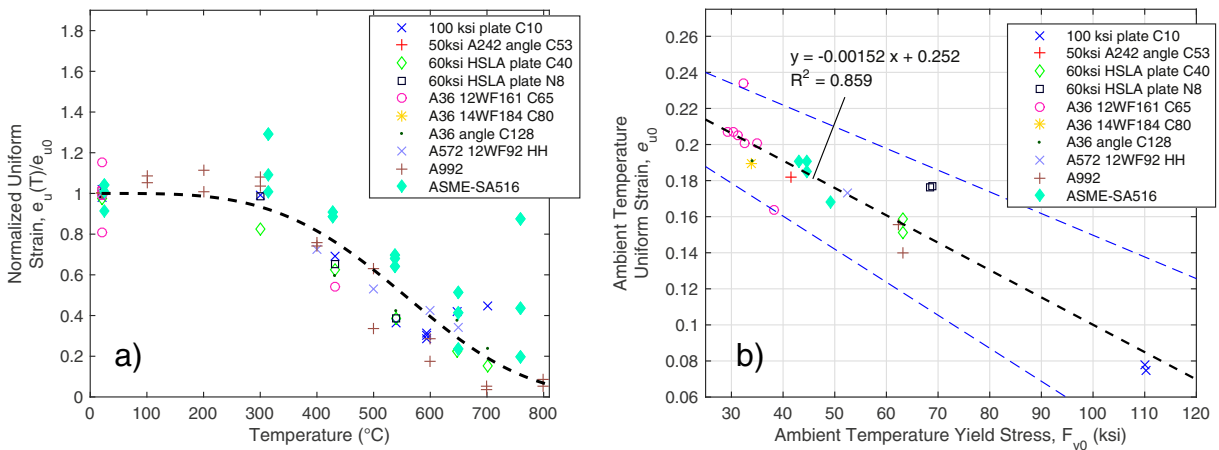 1.8
1.6
1.4
1.2
1.0
0.8
0.6
0.4
0.2
0
0
100
200
300
400
500
600
700
800
Temperature (°C)
Normalized Uniform
Strain, e_u(T)/e_u0
a)
100 ksi plate C10
50ksi A242 angle C53
60ksi HSLA plate C40
60ksi HSLA plate N8
A36 12WF161 C65
A36 14WF184 C80
A36 angle C128
A572 12WF92 HH
A992
ASME-SA516
0.26
0.24
0.22
0.2
0.18
0.16
0.14
0.12
0.1
0.08
0.06
30
40
50
60
70
80
90
100
110
120
Ambient Temperature Yield Stress, F_y0 (ksi)
Ambient Temperature
Uniform Strain, e_u0
b)
y = -0.00152 x + 0.252
R² = 0.859
100 ksi plate C10
50ksi A242 angle C53
60ksi HSLA plate C40
60ksi HSLA plate N8
A36 12WF161 C65
A36 14WF184 C80
A36 angle C128
A572 12WF92 HH
A992
ASME-SA516